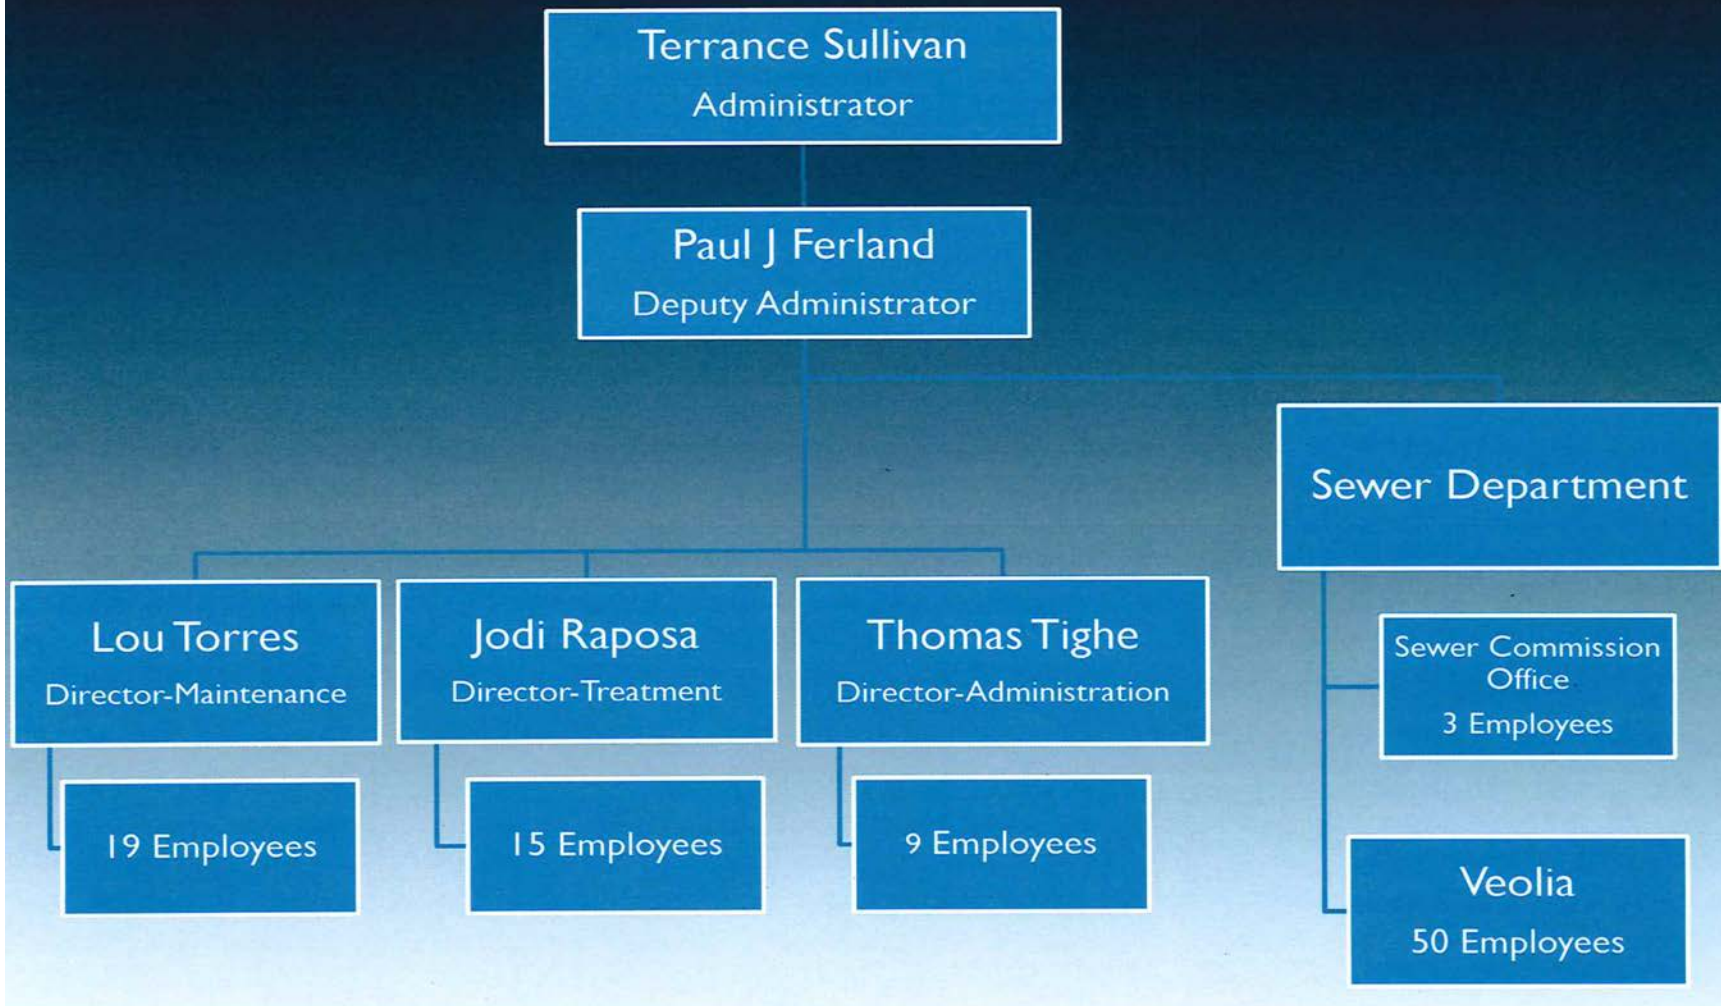 Terrance Sullivan
Administrator
Paul J Ferland
Deputy Administrator
Sewer Department
Lou Torres
Director-Maintenance
Jodi Raposa
Director-Treatment
Thomas Tighe
Director-Administration
Sewer Commission
Office
3 Employees
19 Employees
15 Employees
9 Employees
Veolia
50 Employees